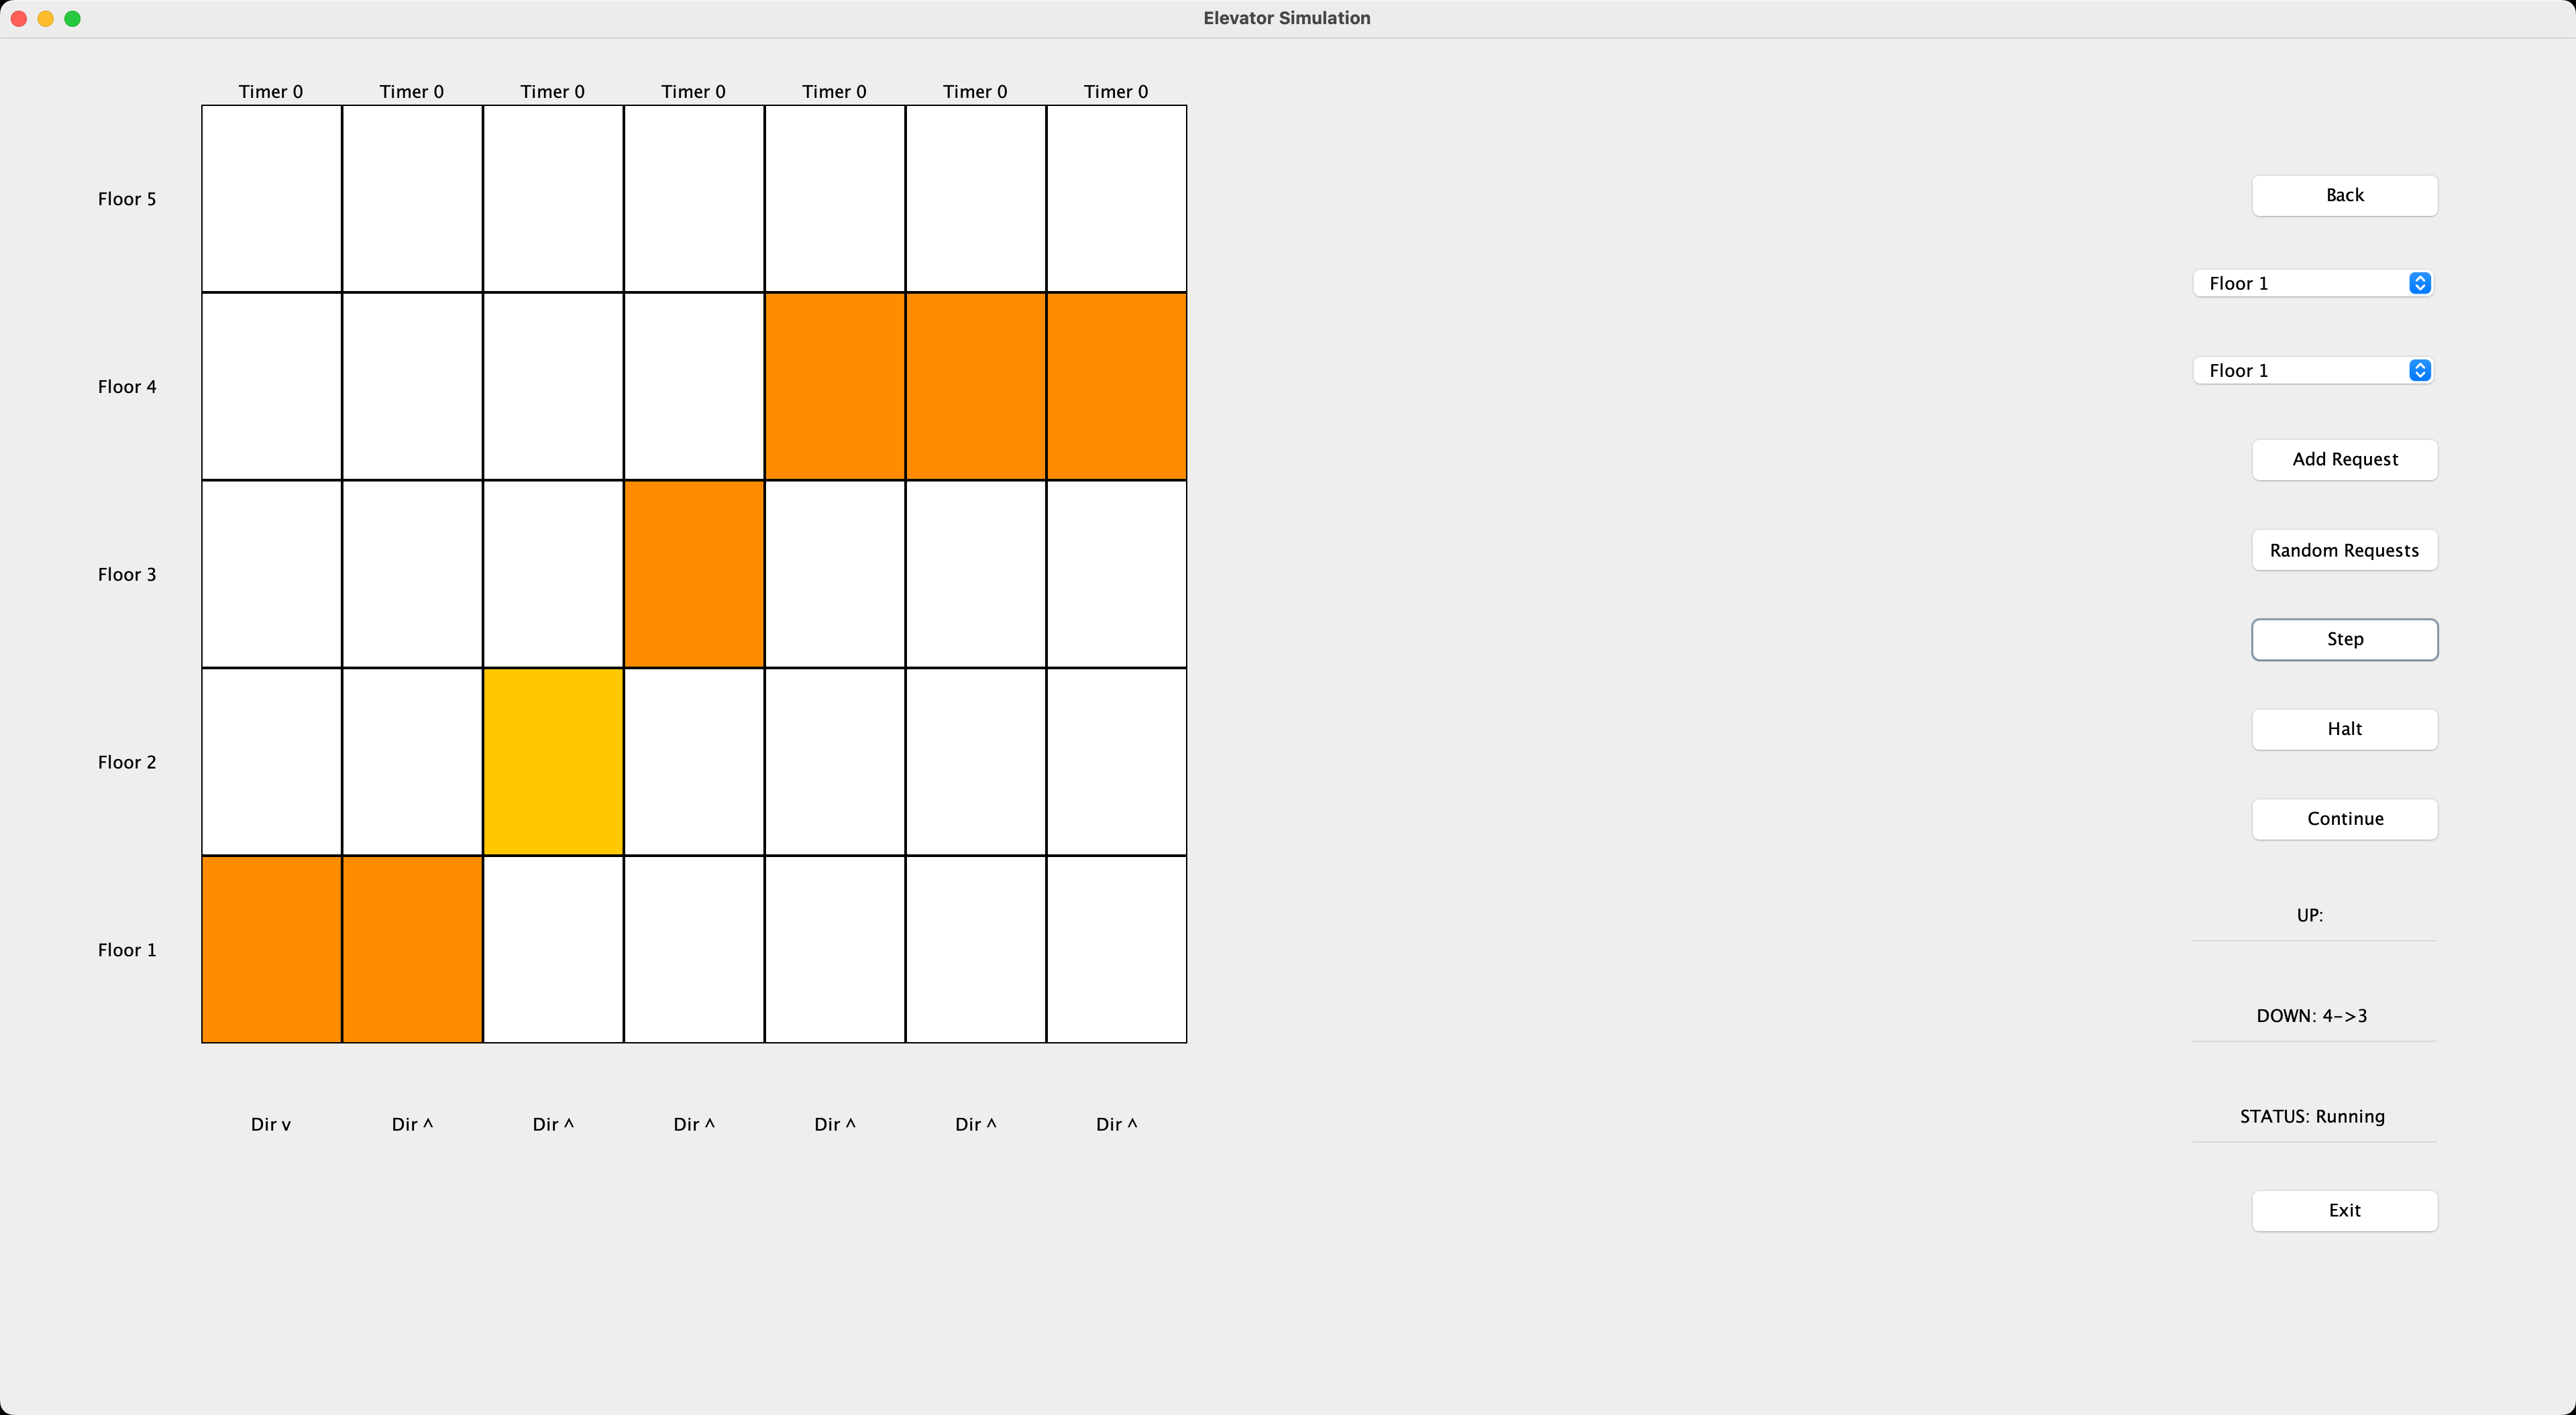 Elevator Simulation
Timer 0 Timer 0 Timer 0 Timer 0 Timer 0 Timer 0 Timer 0
Floor 5
Floor 4
Floor 3
Floor 2
Floor 1
Dir v Dir ^ Dir ^ Dir ^ Dir ^ Dir ^ Dir ^
Back
Floor 1
Floor 1
Add Request
Random Requests
Step
Halt
Continue
UP:
DOWN: 4->3
STATUS: Running
Exit